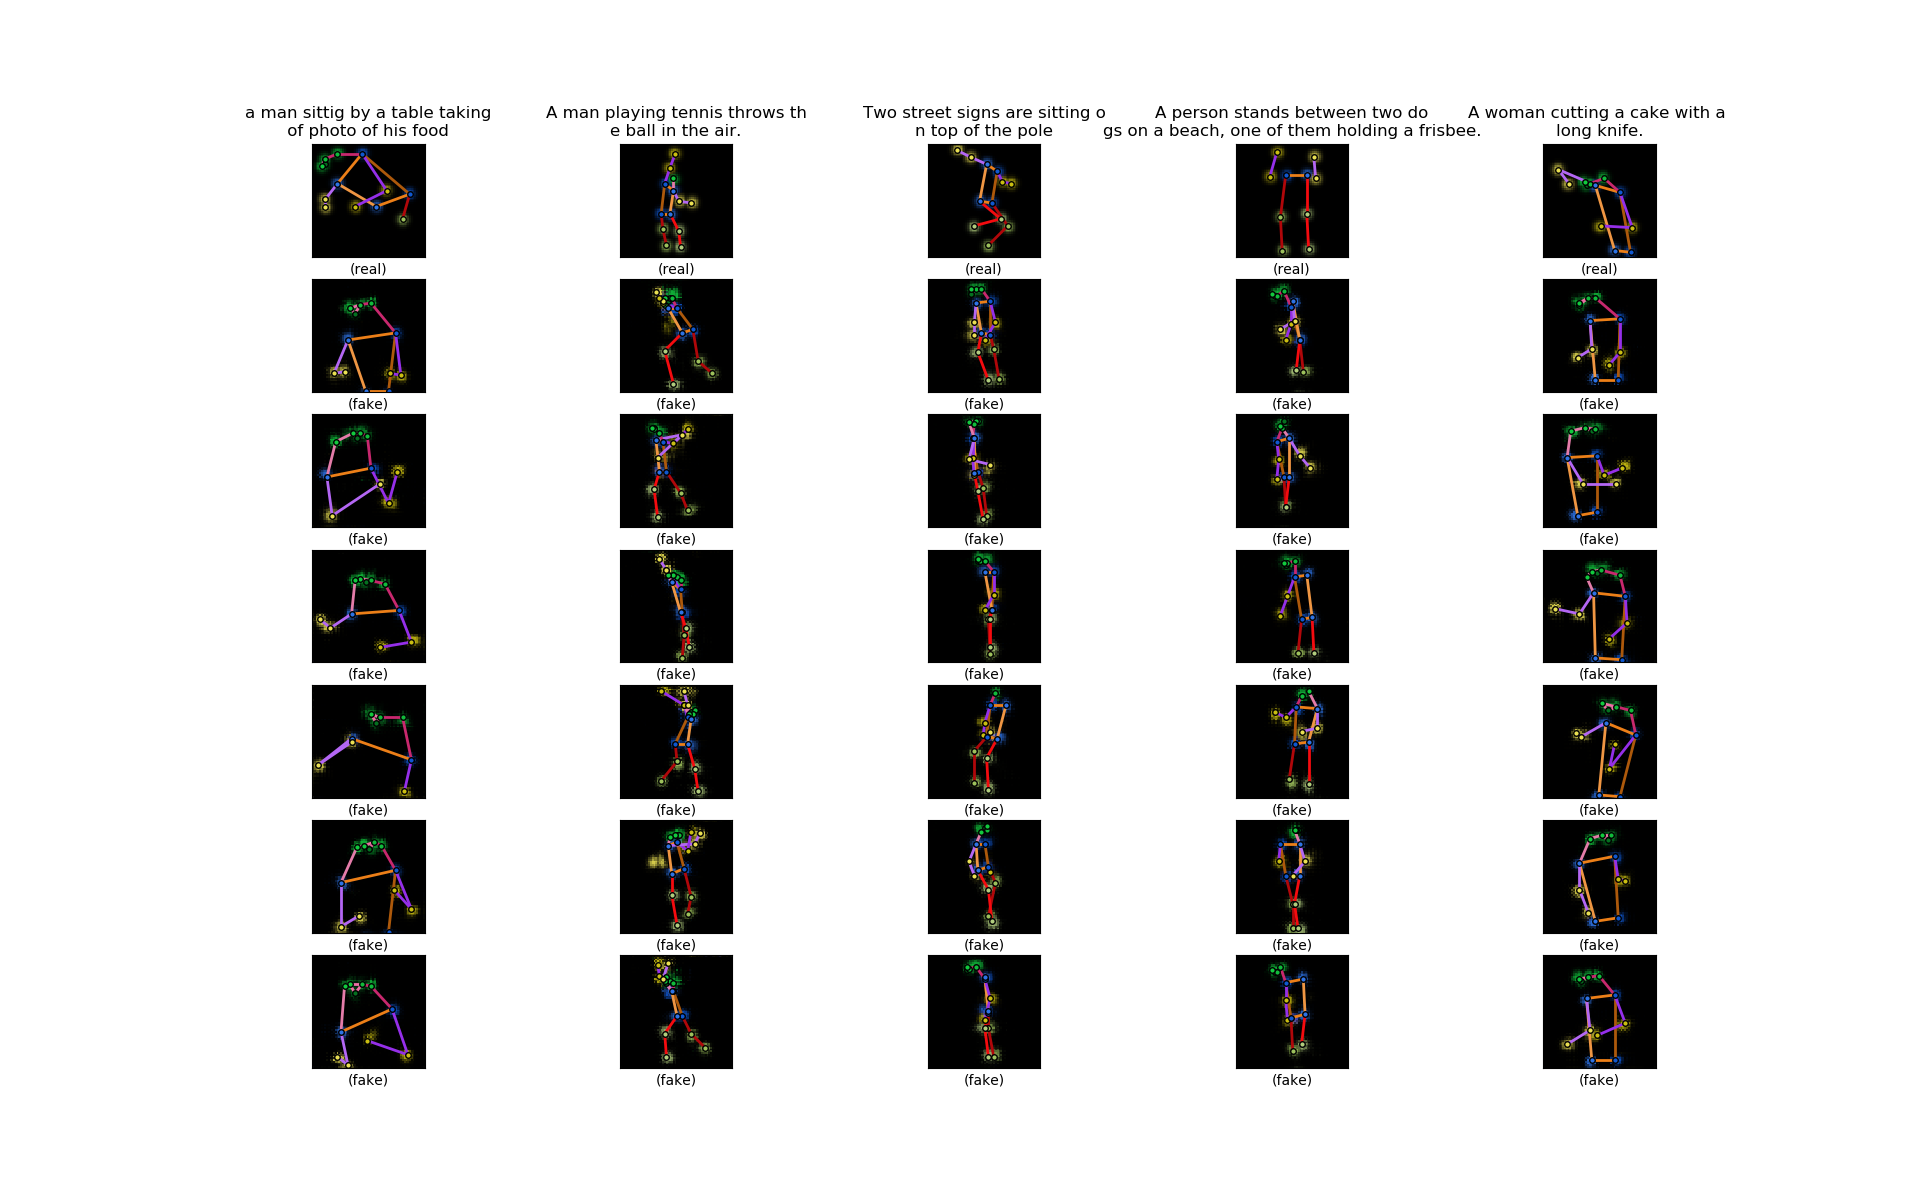 a man sittig by a table taking
of photo of his food
A man playing tennis throws th
e ball in the air.
Two street signs are sitting o
n top of the pole
A person stands between two do
gs on a beach, one of them holding a frisbee.
A woman cutting a cake with a
long knife.
(real) (real) (real) (real) (real)
(fake) (fake) (fake) (fake) (fake)
(fake) (fake) (fake) (fake) (fake)
(fake) (fake) (fake) (fake) (fake)
(fake) (fake) (fake) (fake) (fake)
(fake) (fake) (fake) (fake) (fake)
(fake) (fake) (fake) (fake) (fake)